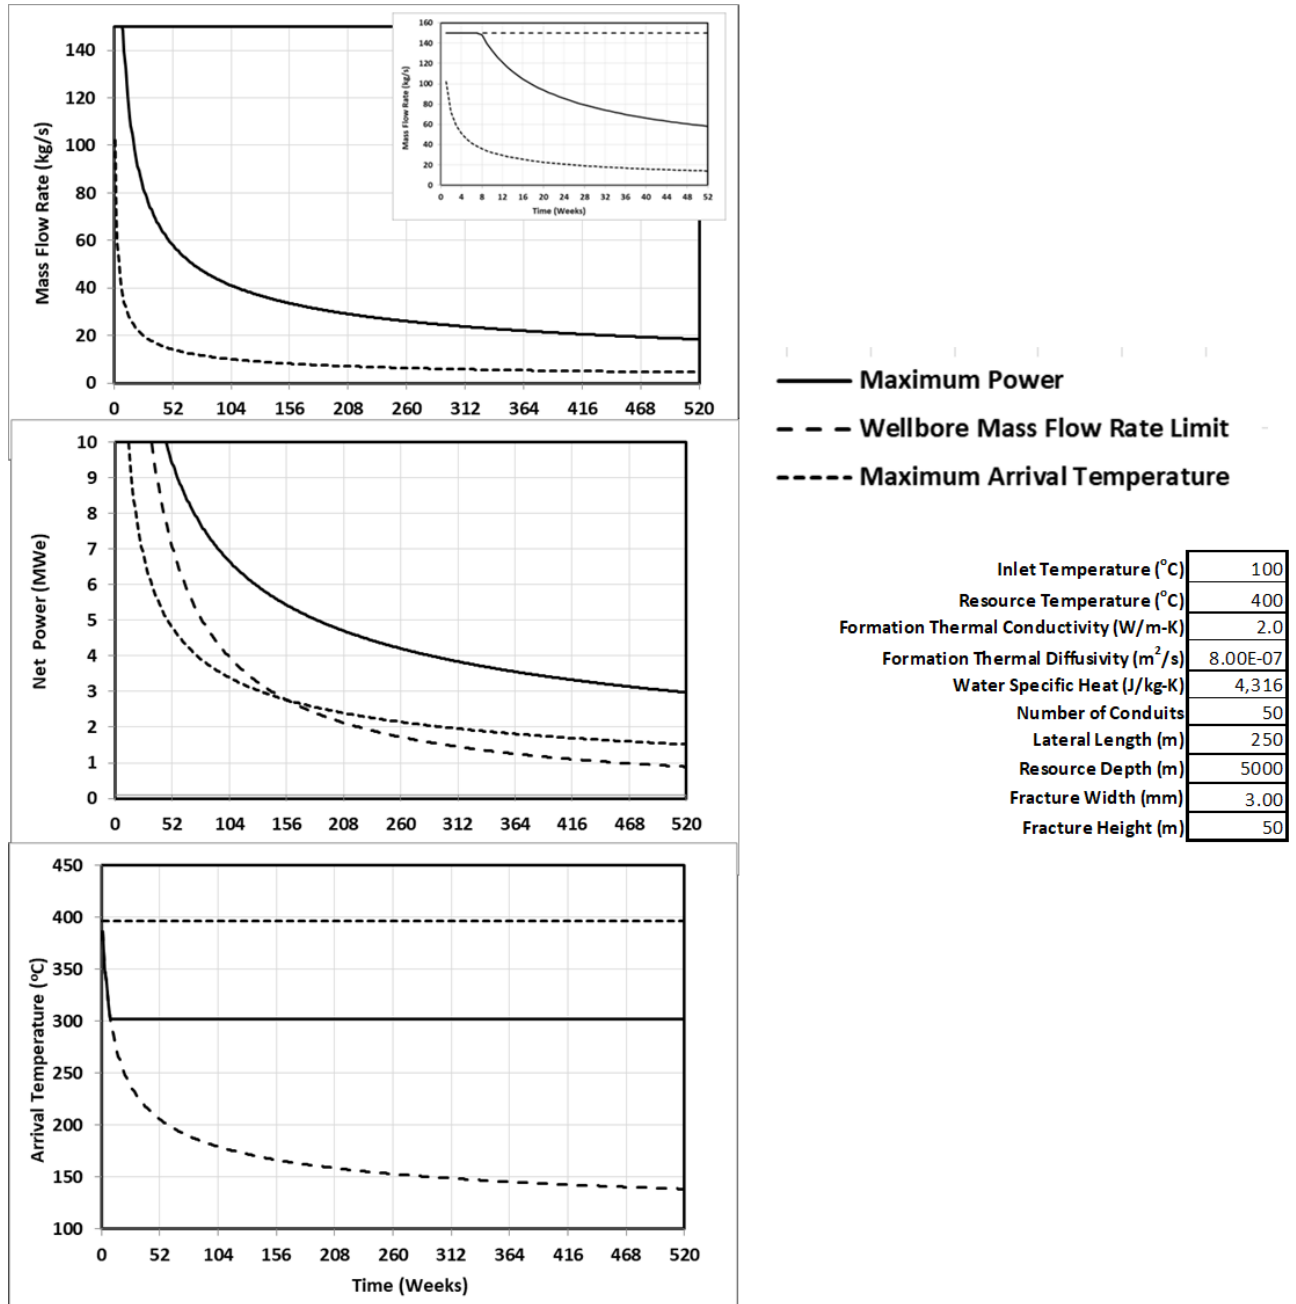 Mass Flow Rate (kg/s)
140
120
100
80
60
40
20
0
0 52 104 156 208 260 312 364 416 468 520
Mass Flow Rate (kg/s)
160
140
120
100
80
60
40
20
0
0 4 8 12 16 20 24 28 32 36 40 44 48 52
Time (Weeks)
Net Power (MWe)
10
9
8
7
6
5
4
3
2
1
0
0 52 104 156 208 260 312 364 416 468 520
Arrival Temperature (°C)
450
400
350
300
250
200
150
100
0 52 104 156 208 260 312 364 416 468 520
Time (Weeks)
Maximum Power
Wellbore Mass Flow Rate Limit
Maximum Arrival Temperature
Inlet Temperature (°C) 100
Resource Temperature (°C) 400
Formation Thermal Conductivity (W/m-K) 2.0
Formation Thermal Diffusivity (m²/s) 8.00E-07
Water Specific Heat (J/kg-K) 4,316
Number of Conduits 50
Lateral Length (m) 250
Resource Depth (m) 5000
Fracture Width (mm) 3.00
Fracture Height (m) 50